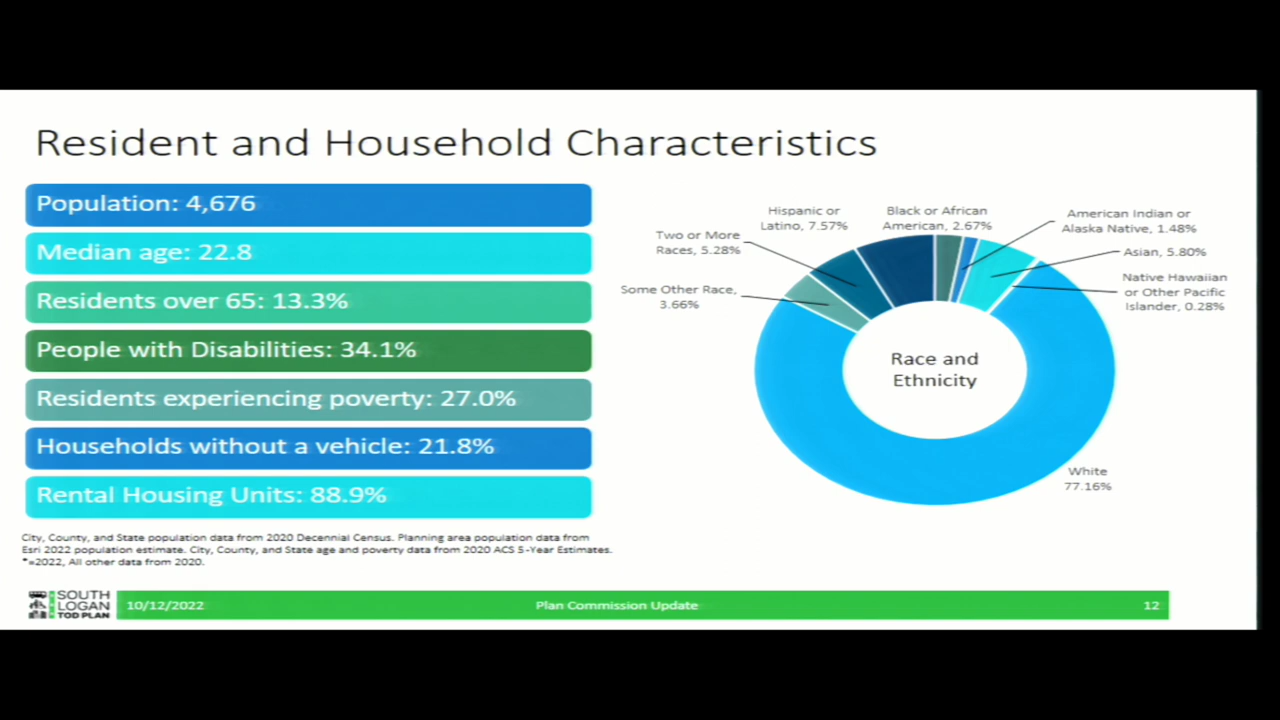 Resident and Household Characteristics
Population: 4,676
Median age: 22.8
Residents over 65: 13.3%
People with Disabilities: 34.1%
Residents experiencing poverty: 27.0%
Households without a vehicle: 21.8%
Rental Housing Units: 88.9%
City, County, and State population data from 2020 Decennial Census. Planning area population data from
Esri 2022 population estimate. City, County, and State age and poverty data from 2020 ACS 5-Year Estimates.
*=2022, All other data from 2020.
Hispanic or
Latino, 7.57%
Black or African
American, 2.67%
American Indian or
Alaska Native, 1.48%
Two or More
Races, 5.28%
Asian, 5.80%
Native Hawaiian
or Other Pacific
Islander, 0.28%
Some Other Race,
3.66%
Race and
Ethnicity
White
77.16%
SOUTH
LOGAN
TOD PLAN
10/12/2022
Plan Commission Update
12